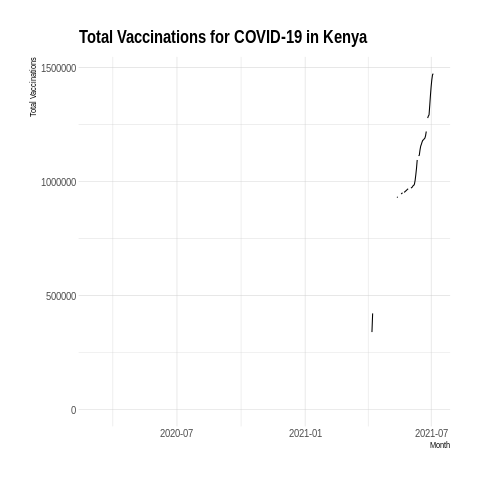 Total Vaccinations for COVID-19 in Kenya
Total Vaccinations
1500000
1000000
500000
0
2020-07
2021-01
2021-07
Month